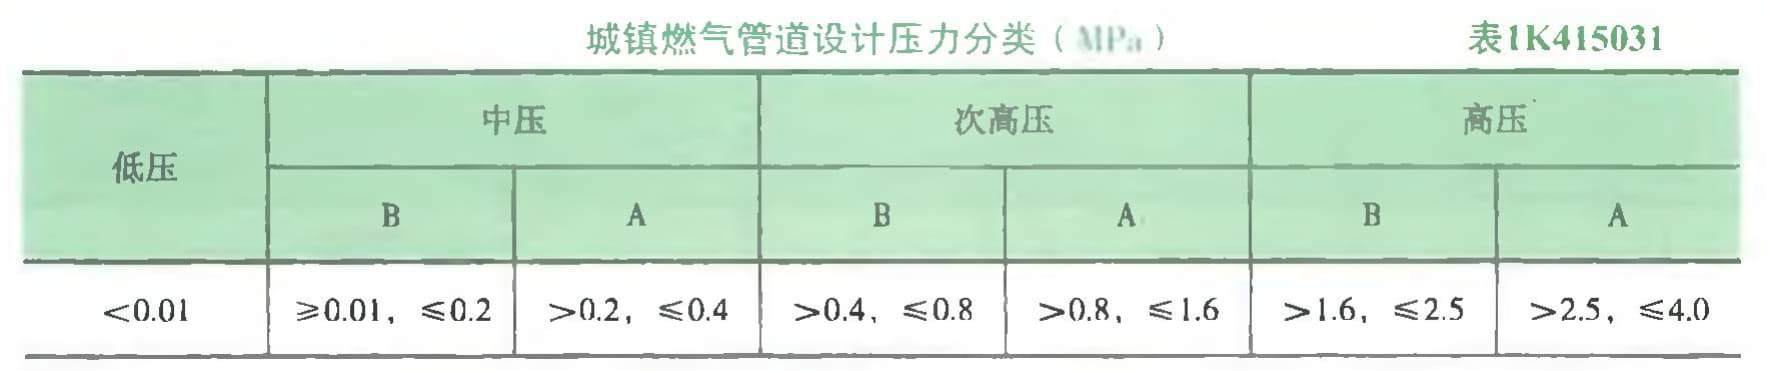 城镇燃气管道设计压力分类（MPa） 表1K415031
低压 中压 次高压 高压
B A B A B A
<0.01 ≥0.01，≤0.2 >0.2，≤0.4 >0.4，≤0.8 >0.8，≤1.6 >1.6，≤2.5 >2.5，≤4.0